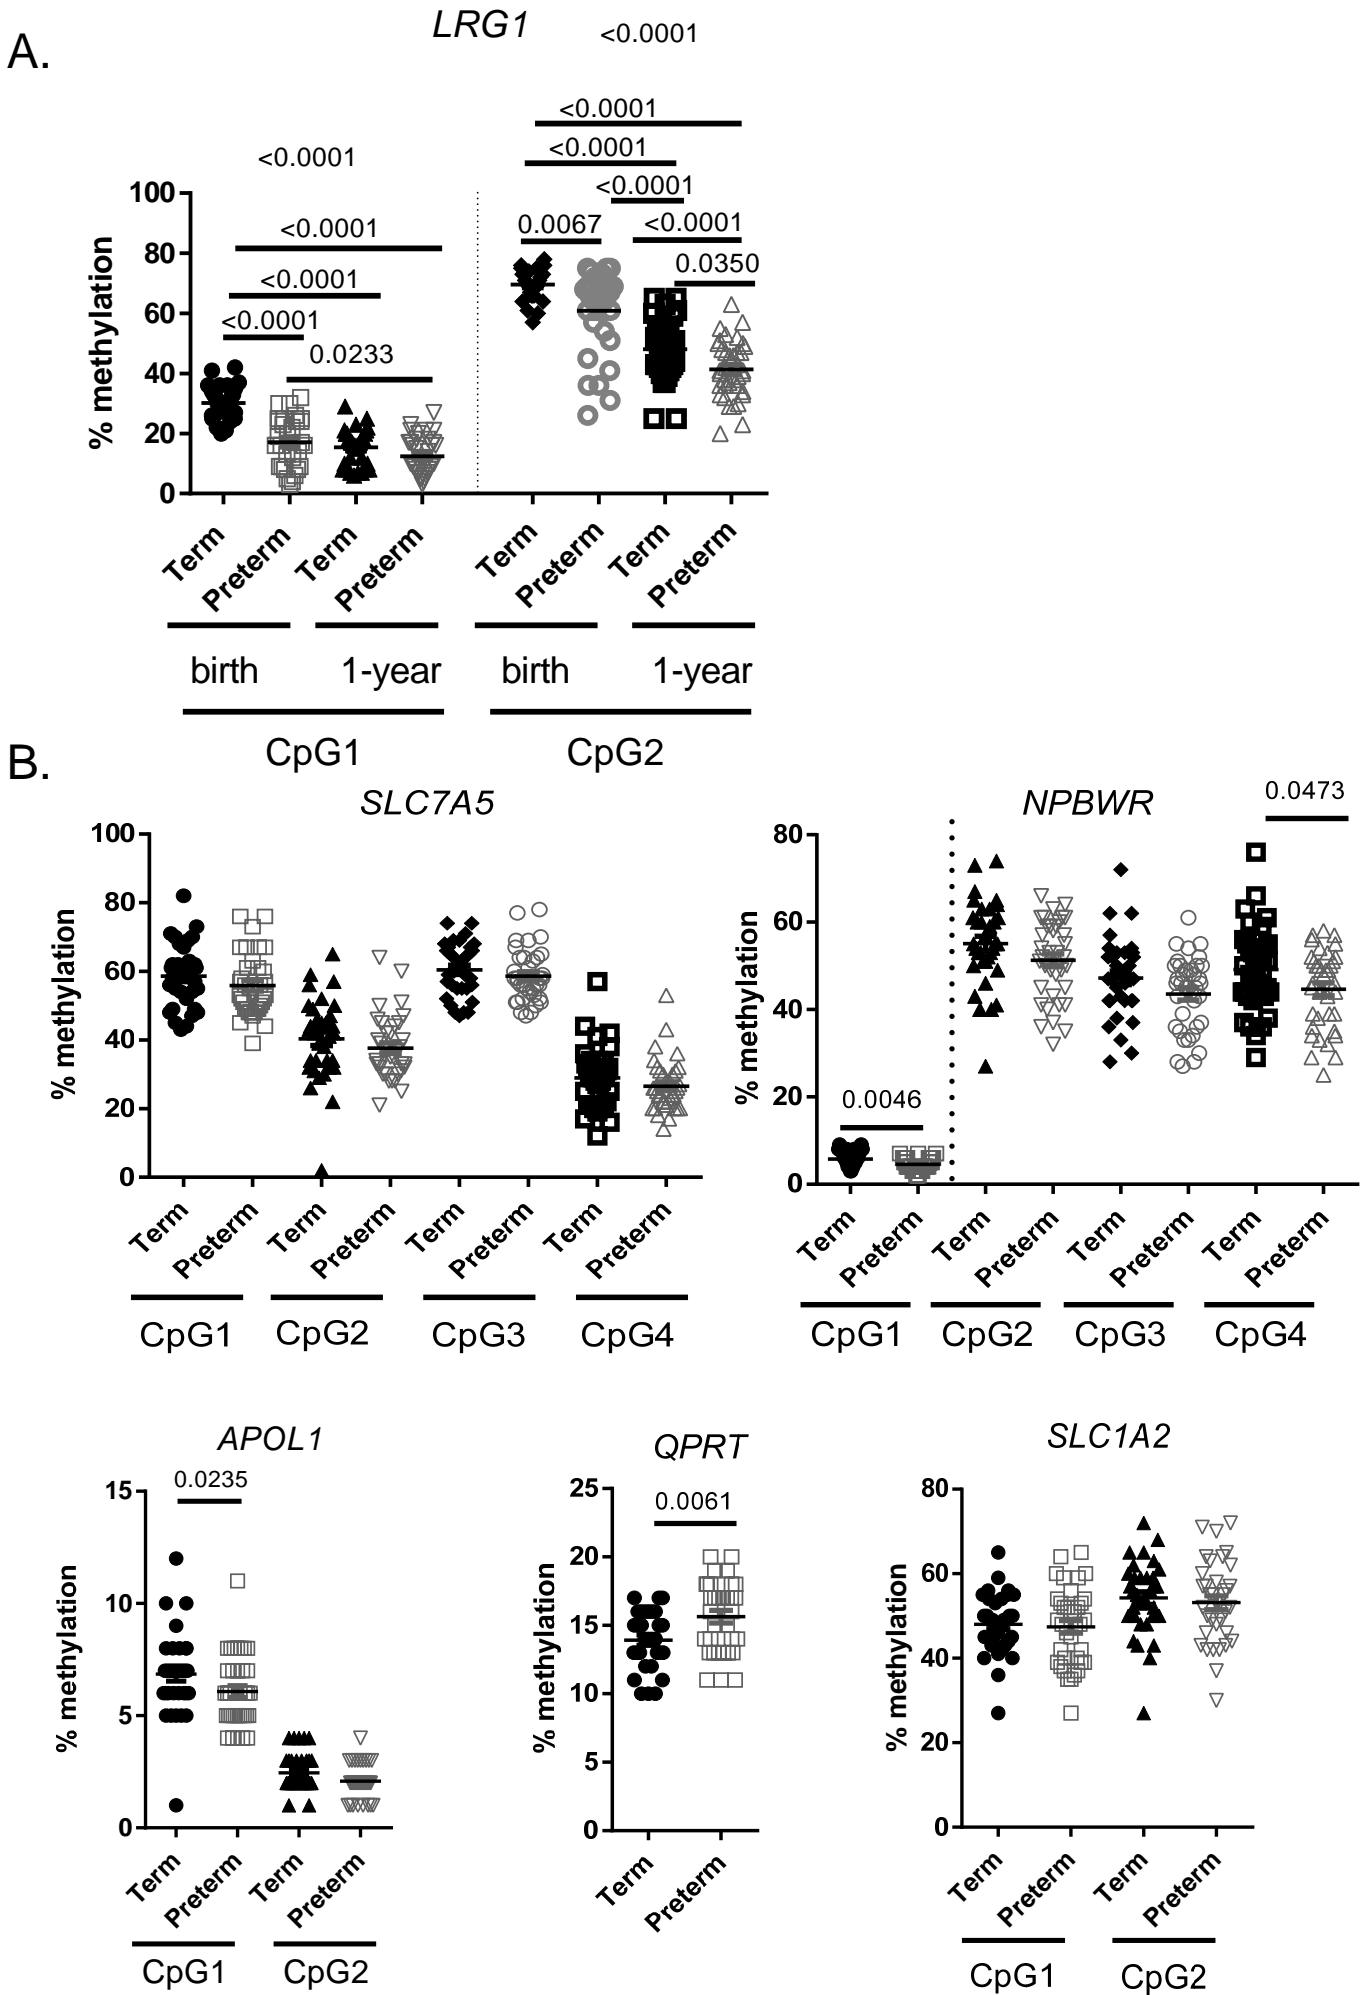 A.
LRG1
<0.0001
<0.0001
<0.0001
<0.0001
<0.0001
0.0067
<0.0001
0.0350
<0.0001
<0.0001
<0.0001
0.0233
% methylation
100
80
60
40
20
0
Term Preterm Term Preterm Term Preterm Term Preterm
birth 1-year birth 1-year
CpG1 CpG2
B.
SLC7A5
% methylation
100
80
60
40
20
0
Term Preterm Term Preterm Term Preterm Term Preterm
CpG1 CpG2 CpG3 CpG4
NPBWR
0.0473
0.0046
% methylation
80
60
40
20
0
Term Preterm Term Preterm Term Preterm Term Preterm
CpG1 CpG2 CpG3 CpG4
APOL1
0.0235
% methylation
15
10
5
0
Term Preterm Term Preterm
CpG1 CpG2
QPRT
0.0061
% methylation
25
20
15
10
5
0
Term Preterm
SLC1A2
% methylation
80
60
40
20
0
Term Preterm Term Preterm
CpG1 CpG2